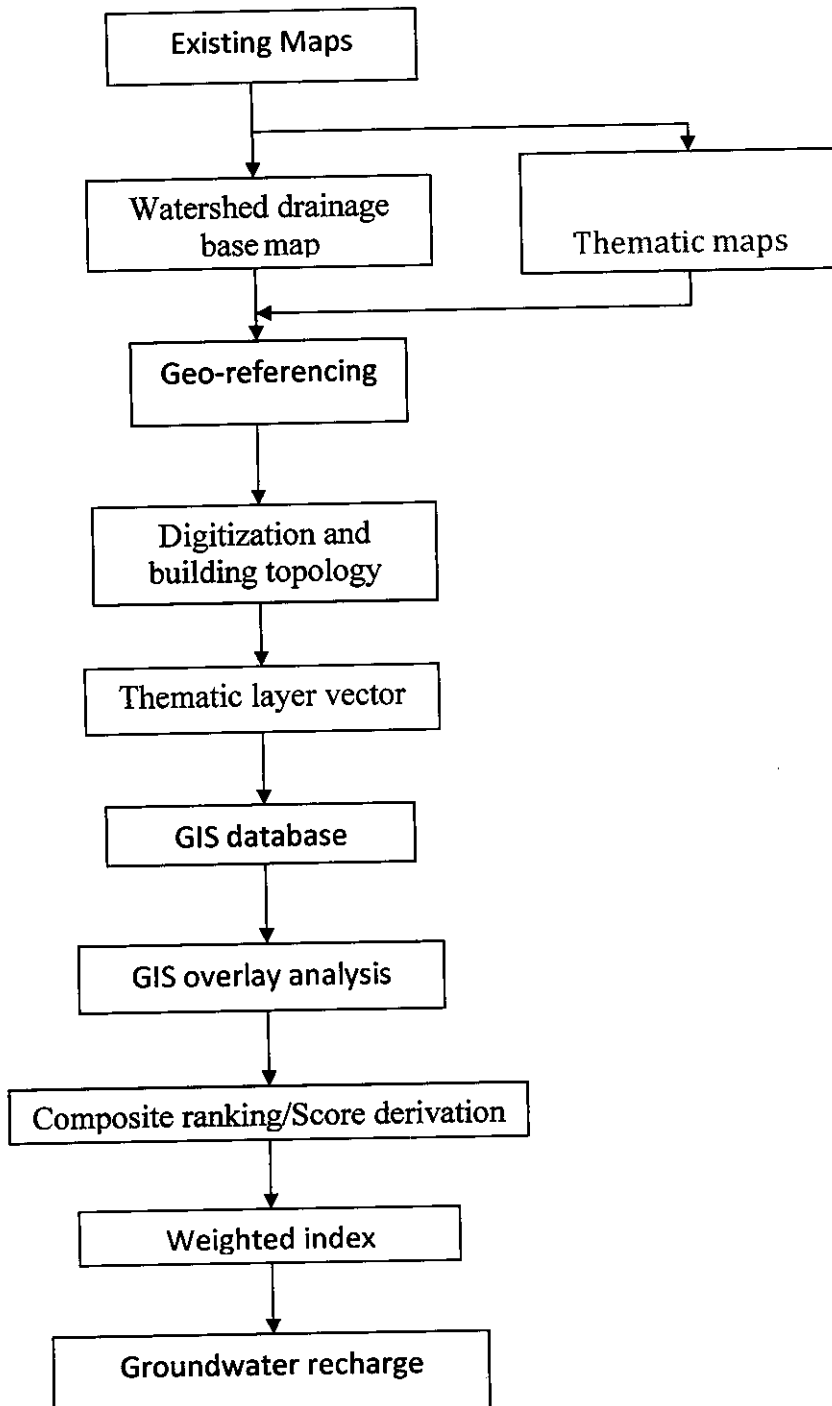 Existing Maps
Watershed drainage
base map
Thematic maps
Geo-referencing
Digitization and
building topology
Thematic layer vector
GIS database
GIS overlay analysis
Composite ranking/Score derivation
Weighted index
Groundwater recharge